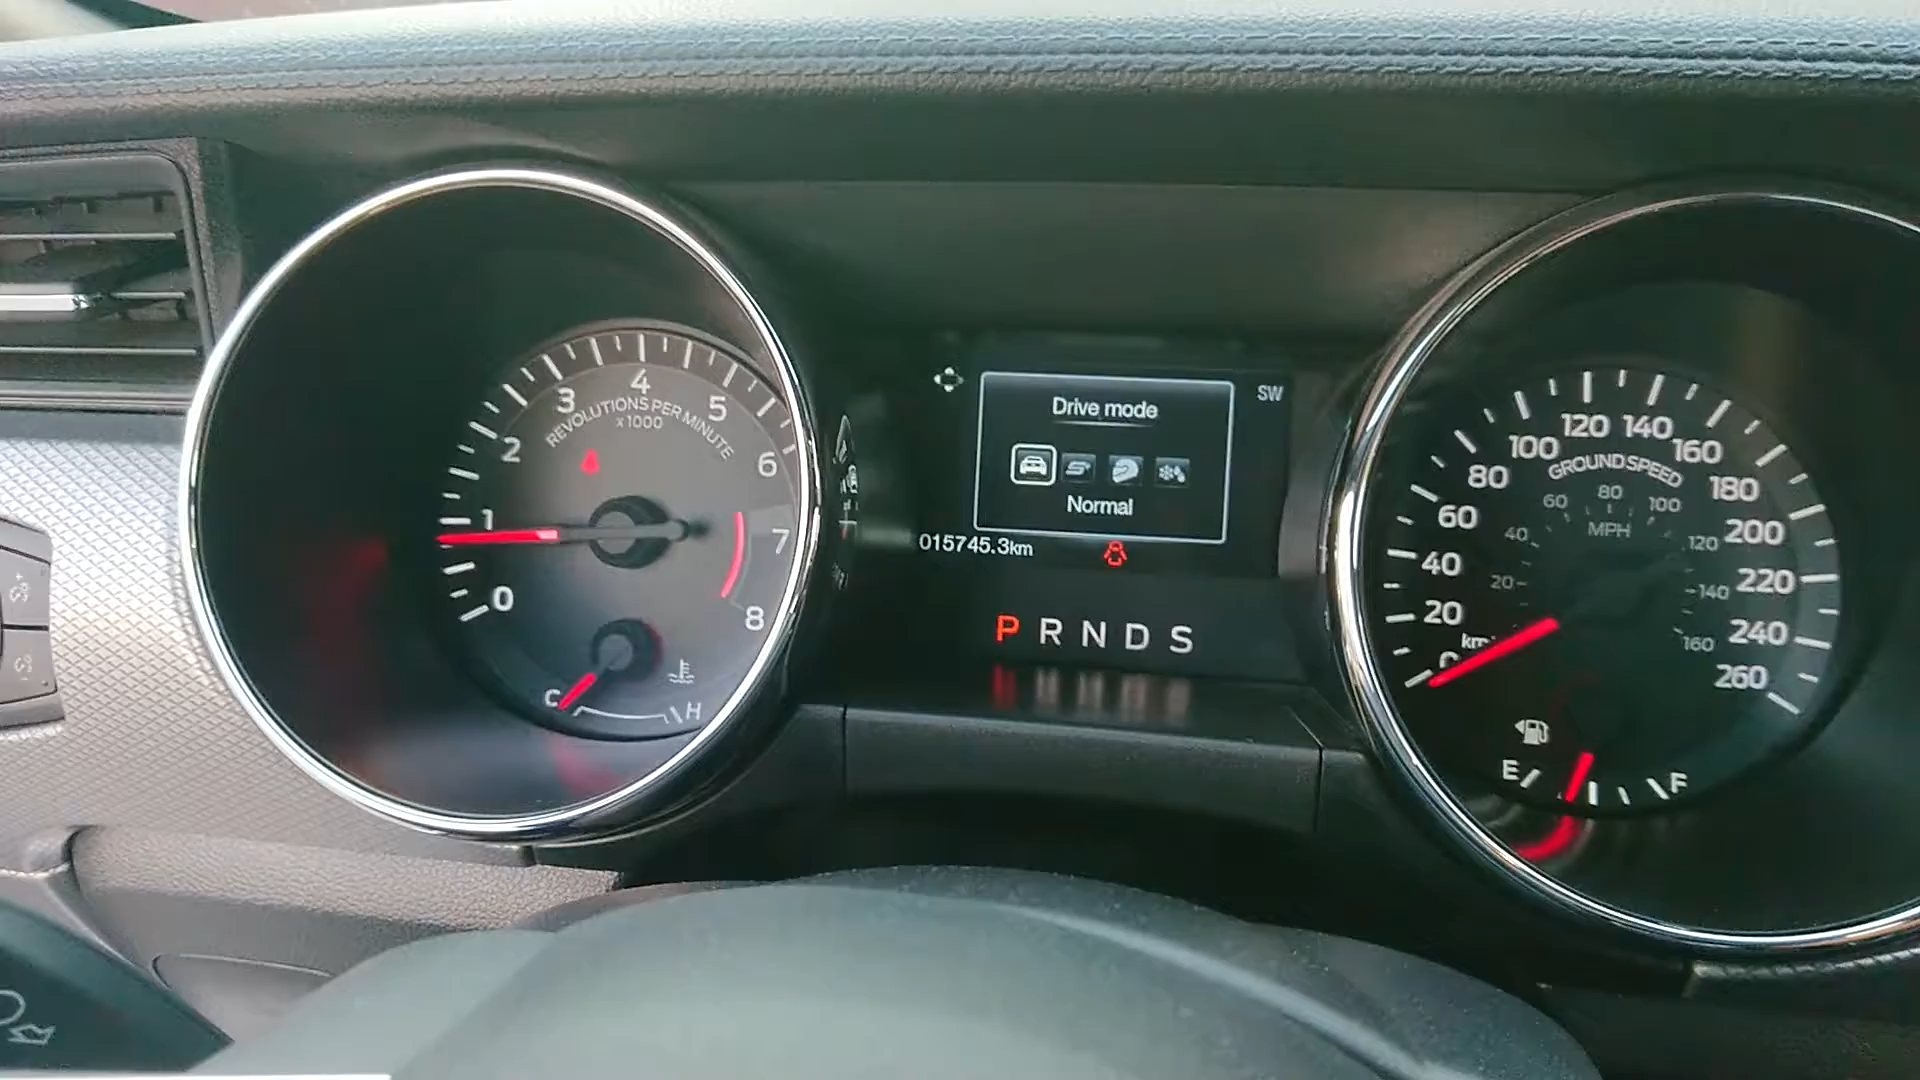 0
1
2
3
4
5
6
7
8
REVOLUTIONS PER MINUTE
x1000
C
H
SW
Drive mode
Normal
015745.3km
P R N D S
20
40
60
80
100
120
140
160
180
200
220
240
260
GROUND SPEED
20
40
60
80
100
120
140
160
MPH
E
F